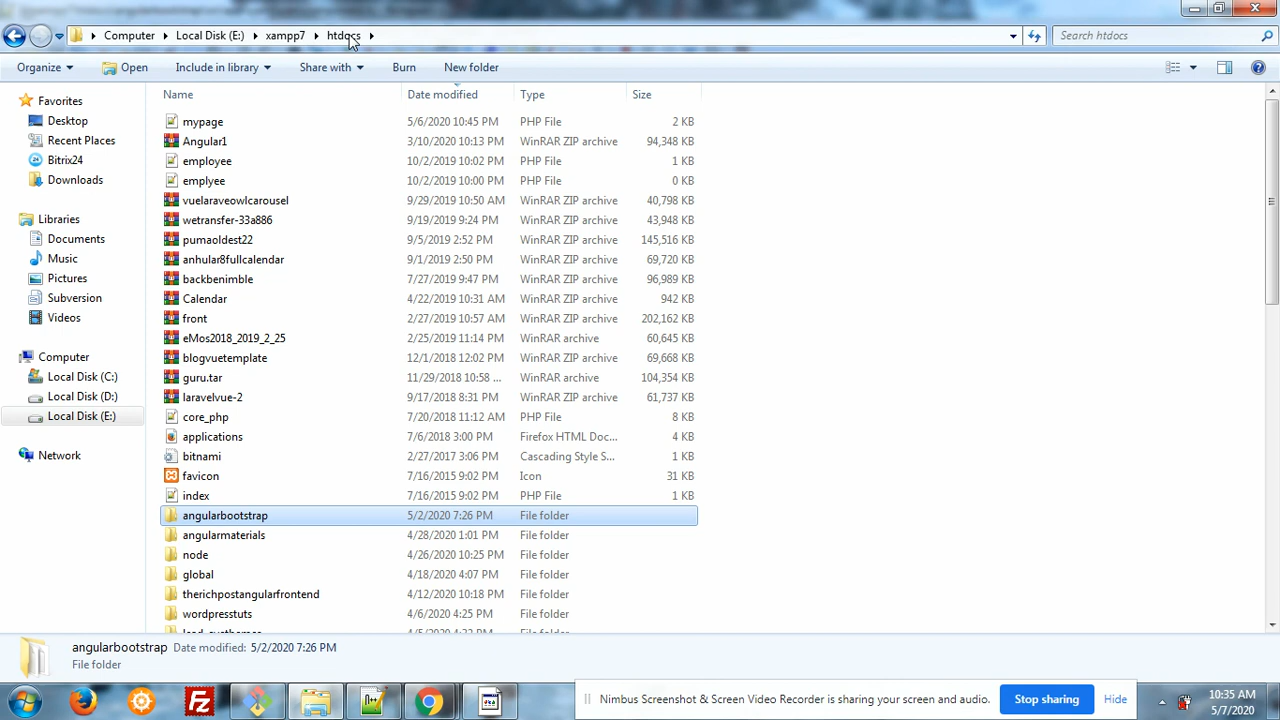 Computer Local Disk (E:) xampp7 htdocs Search htdocs
Organize Open Include in library Share with Burn New folder
Name Date modified Type Size
Favorites
Desktop
Recent Places
Bitrix24
Downloads
Libraries
Documents
Music
Pictures
Subversion
Videos
Computer
Local Disk (C:)
Local Disk (D:)
Local Disk (E:)
Network
mypage 5/6/2020 10:45 PM PHP File 2 KB
Angular1 3/10/2020 10:13 PM WinRAR ZIP archive 94,348 KB
employee 10/2/2019 10:02 PM PHP File 1 KB
emplyee 10/2/2019 10:00 PM PHP File 0 KB
vuelaraveowlcarousel 9/29/2019 10:50 AM WinRAR ZIP archive 40,798 KB
wetransfer-33a886 9/19/2019 9:24 PM WinRAR ZIP archive 43,948 KB
pumaoldest22 9/5/2019 2:52 PM WinRAR ZIP archive 145,516 KB
anhular8fullcalendar 9/1/2019 2:50 PM WinRAR ZIP archive 69,720 KB
backbenimble 7/27/2019 9:47 PM WinRAR ZIP archive 96,989 KB
Calendar 4/22/2019 10:31 AM WinRAR ZIP archive 942 KB
front 2/27/2019 10:57 AM WinRAR ZIP archive 202,162 KB
eMos2018_2019_2_25 2/25/2019 11:14 PM WinRAR archive 60,645 KB
blogvuetemplate 12/1/2018 12:02 PM WinRAR ZIP archive 69,668 KB
guru.tar 11/29/2018 10:58 ... WinRAR archive 104,354 KB
laravelvue-2 9/17/2018 8:31 PM WinRAR ZIP archive 61,737 KB
core_php 7/20/2018 11:12 AM PHP File 8 KB
applications 7/6/2018 3:00 PM Firefox HTML Doc... 4 KB
bitnami 2/27/2017 3:06 PM Cascading Style S... 1 KB
favicon 7/16/2015 9:02 PM Icon 31 KB
index 7/16/2015 9:02 PM PHP File 1 KB
angularbootstrap 5/2/2020 7:26 PM File folder
angularmaterials 4/28/2020 1:01 PM File folder
node 4/26/2020 10:25 PM File folder
global 4/18/2020 4:07 PM File folder
therichpostangularfrontend 4/12/2020 10:18 PM File folder
wordpresstuts 4/6/2020 4:25 PM File folder
angularbootstrap Date modified: 5/2/2020 7:26 PM
File folder
Nimbus Screenshot & Screen Video Recorder is sharing your screen and audio. Stop sharing Hide
10:35 AM
5/7/2020